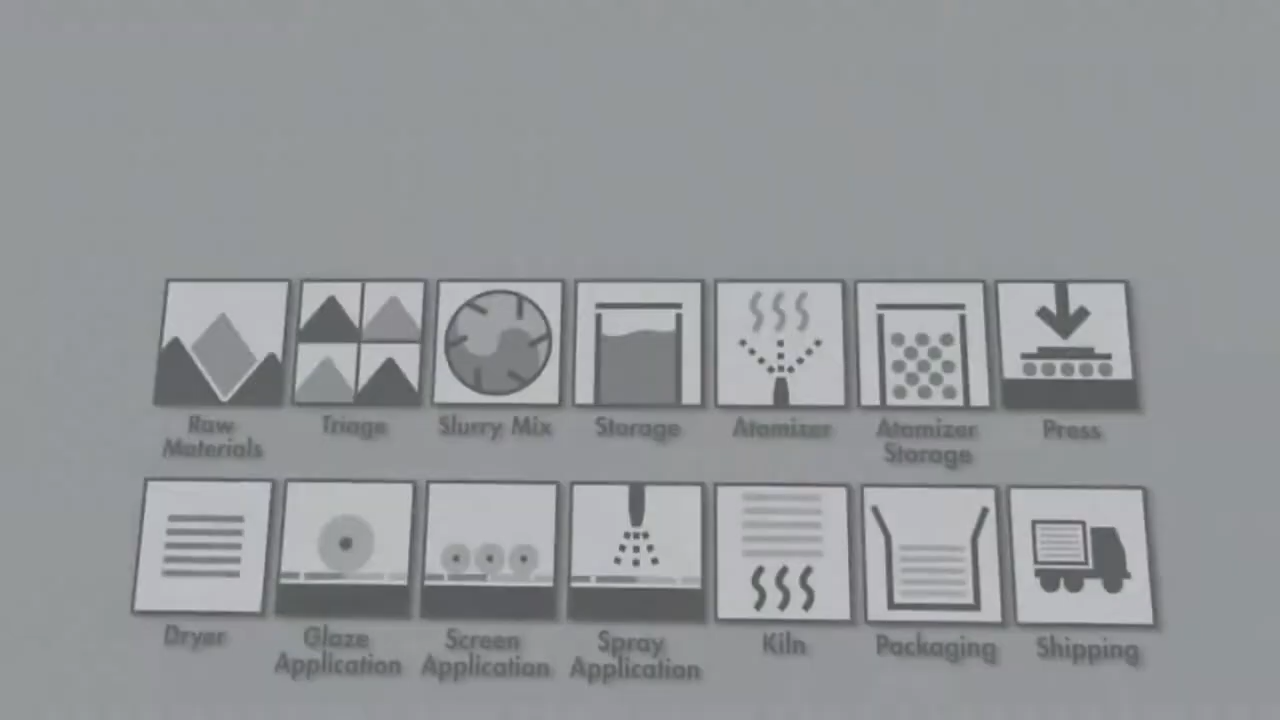 Raw
Materials
Triage
Slurry Mix
Storage
Atomizer
Atomizer
Storage
Press
Dryer
Glaze
Application
Screen
Application
Spray
Application
Kiln
Packaging
Shipping